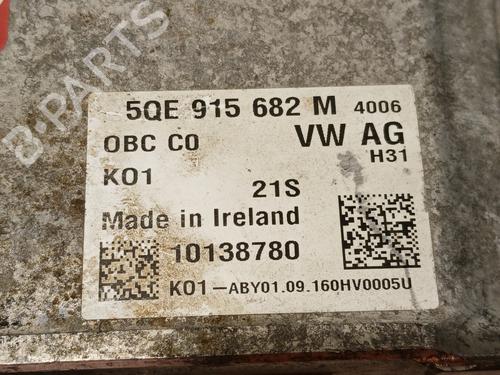 B-PARTS
5QE 915 682 M 4006
OBC C0 VW AG
H31
K01
21S
Made in Ireland
10138780
K01-ABY01.09.160HV0005U